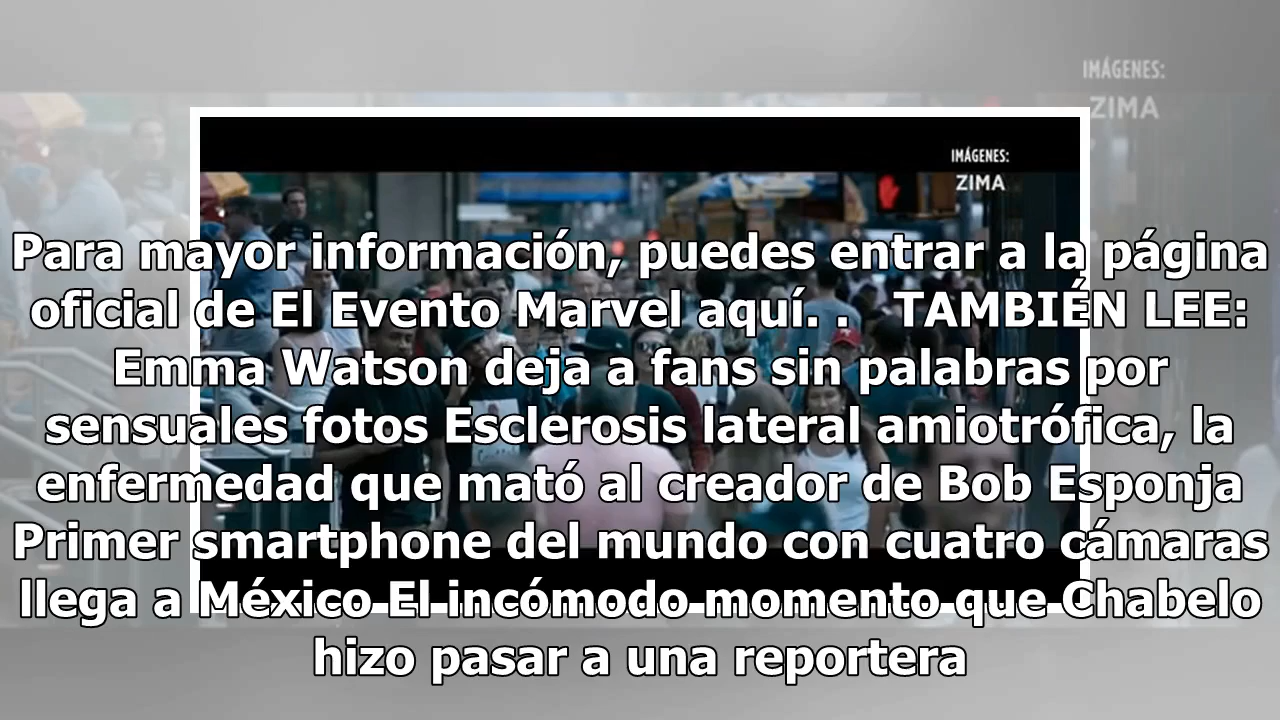 IMÁGENES:
ZIMA
IMÁGENES:
ZIMA
Para mayor información, puedes entrar a la página
oficial de El Evento Marvel aquí. . TAMBIÉN LEE:
Emma Watson deja a fans sin palabras por
sensuales fotos Esclerosis lateral amiotrófica, la
enfermedad que mató al creador de Bob Esponja
Primer smartphone del mundo con cuatro cámaras
llega a México El incómodo momento que Chabelo
hizo pasar a una reportera